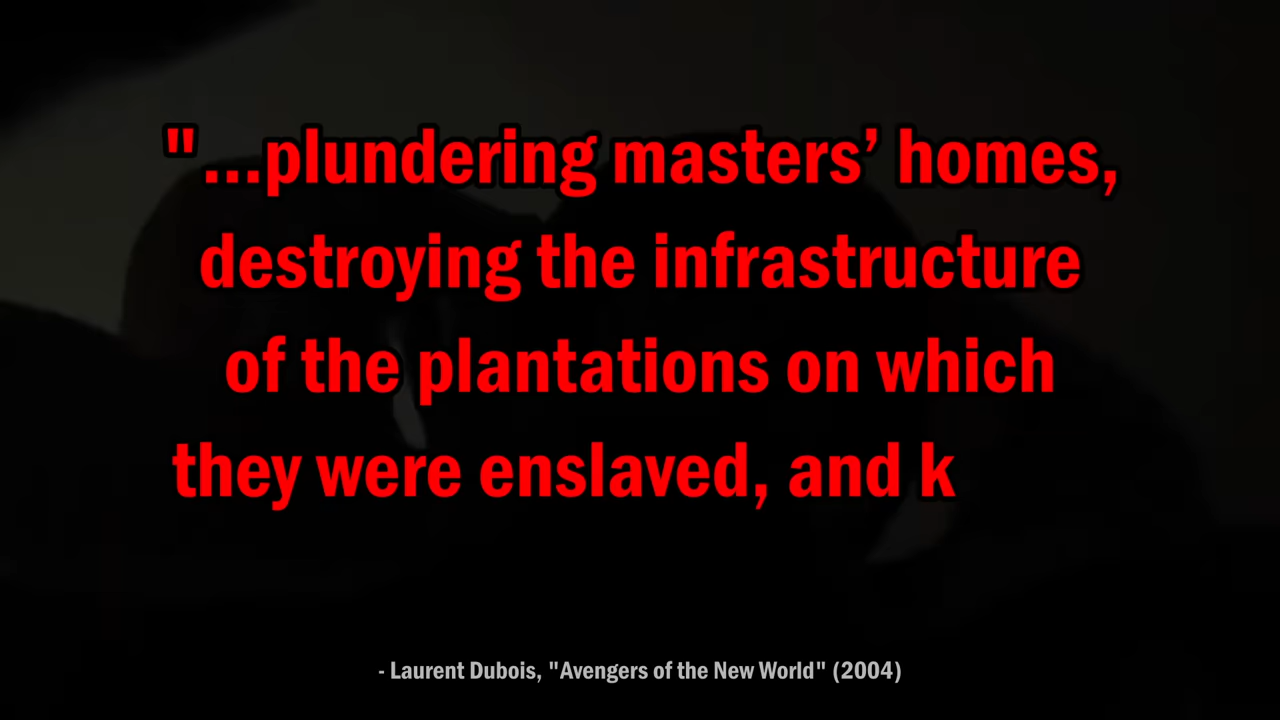 "...plundering masters’ homes,
destroying the infrastructure
of the plantations on which
they were enslaved, and k
- Laurent Dubois, "Avengers of the New World" (2004)